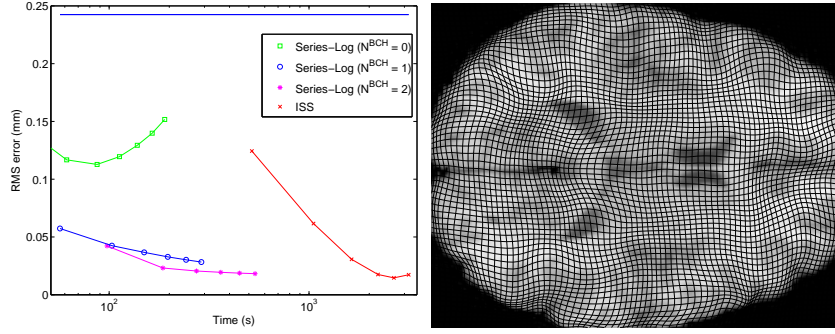 0.25
0.2
0.15
0.1
0.05
0
RMS error (mm)
Series−Log (N^BCH = 0)
Series−Log (N^BCH = 1)
Series−Log (N^BCH = 2)
ISS
10^2
10^3
Time (s)